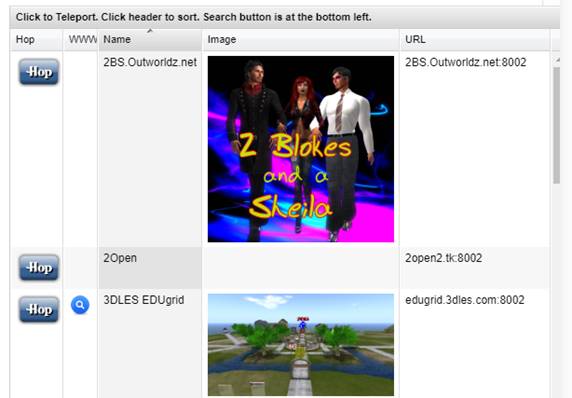 Click to Teleport. Click header to sort. Search button is at the bottom left.
Hop WWW Name Image URL
Hop 2BS.Outworldz.net 2BS.Outworldz.net:8002
2 Blokes
and a
Sheila
Hop 2Open 2open2.tk:8002
Hop 3DLES EDUgrid edugrid.3dles.com:8002